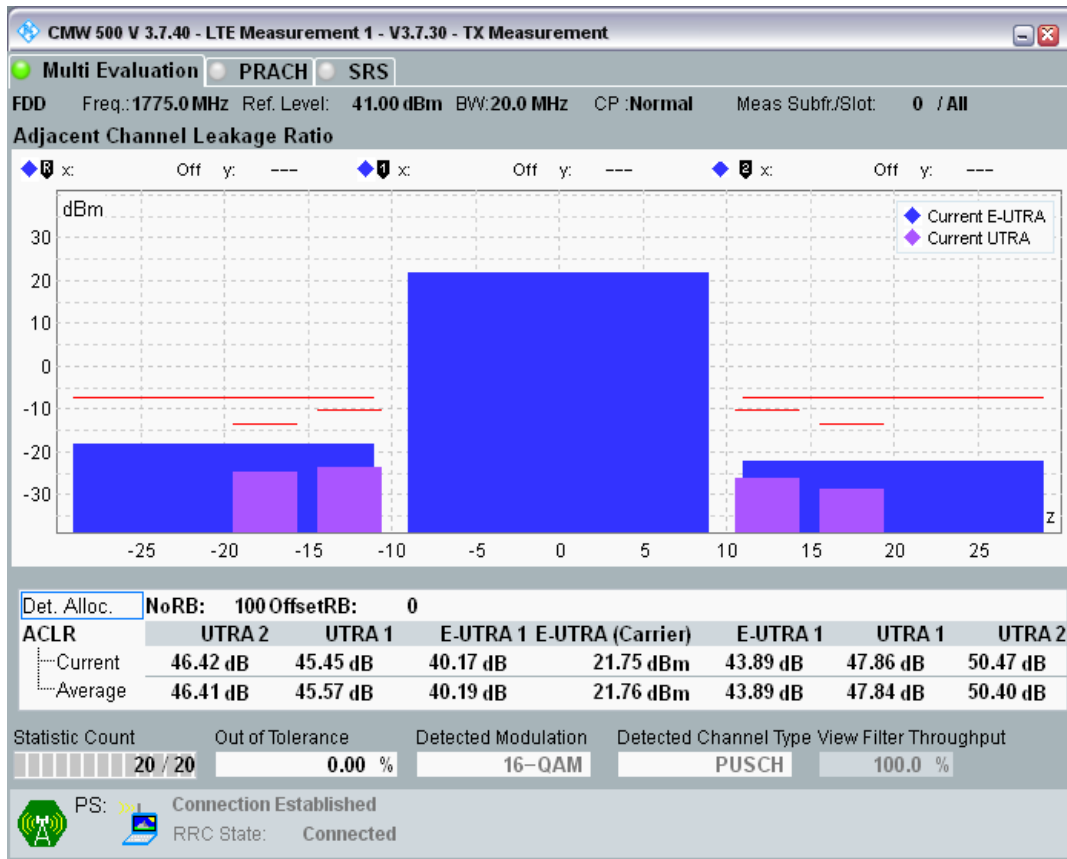 CMW 500 V 3.7.40 - LTE Measurement 1 - V3.7.30 - TX Measurement
Multi Evaluation PRACH SRS
FDD Freq.: 1775.0 MHz Ref. Level: 41.00 dBm BW: 20.0 MHz CP :Normal Meas Subfr./Slot: 0 / All
Adjacent Channel Leakage Ratio
R x: Off y: --- 1 x: Off y: --- 2 x: Off y: ---
dBm
Current E-UTRA
Current UTRA
30
20
10
0
-10
-20
-30
z
-25 -20 -15 -10 -5 0 5 10 15 20 25
Det. Alloc. NoRB: 100 OffsetRB: 0
ACLR UTRA 2 UTRA 1 E-UTRA 1 E-UTRA (Carrier) E-UTRA 1 UTRA 1 UTRA 2
Current 46.42 dB 45.45 dB 40.17 dB 21.75 dBm 43.89 dB 47.86 dB 50.47 dB
Average 46.41 dB 45.57 dB 40.19 dB 21.76 dBm 43.89 dB 47.84 dB 50.40 dB
Statistic Count Out of Tolerance Detected Modulation Detected Channel Type View Filter Throughput
20 / 20 0.00 % 16-QAM PUSCH 100.0 %
PS: Connection Established
RRC State: Connected